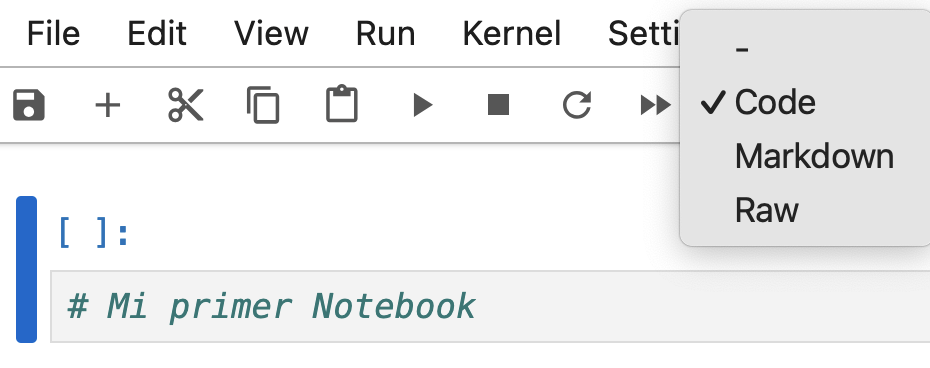 File Edit View Run Kernel Setti
-
✓ Code
Markdown
Raw
[ ]:
# Mi primer Notebook